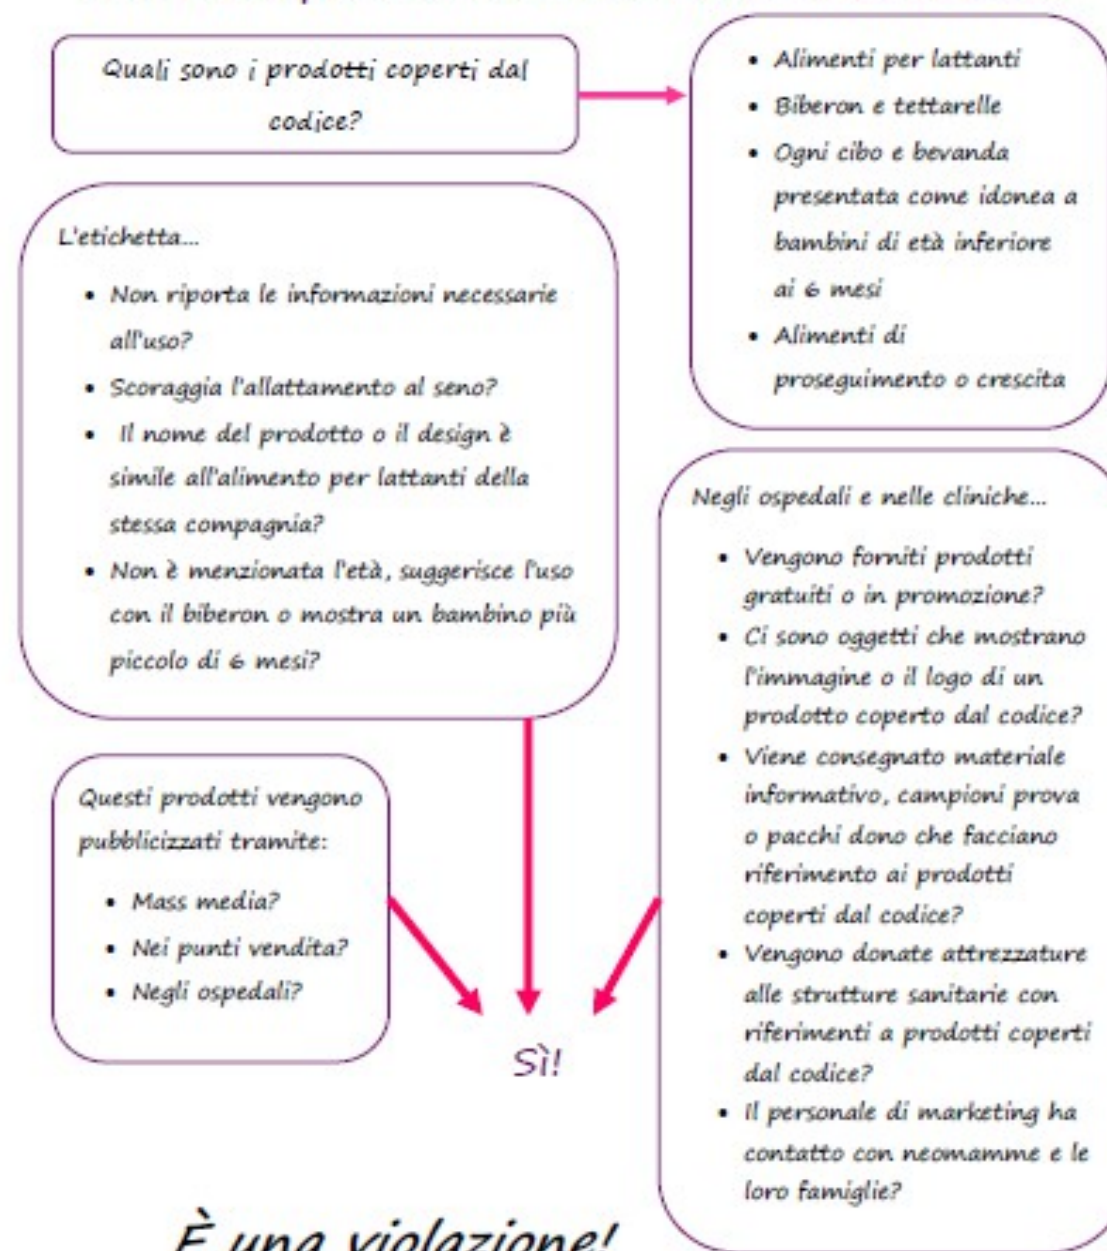 Quali sono i prodotti coperti dal
codice?
• Alimenti per lattanti
• Biberon e tettarelle
• Ogni cibo e bevanda
presentata come idonea a
bambini di età inferiore
ai 6 mesi
• Alimenti di
proseguimento o crescita
L'etichetta...
• Non riporta le informazioni necessarie
all'uso?
• Scoraggia l'allattamento al seno?
• Il nome del prodotto o il design è
simile all'alimento per lattanti della
stessa compagnia?
• Non è menzionata l'età, suggerisce l'uso
con il biberon o mostra un bambino più
piccolo di 6 mesi?
Negli ospedali e nelle cliniche...
• Vengono forniti prodotti
gratuiti o in promozione?
• Ci sono oggetti che mostrano
l'immagine o il logo di un
prodotto coperto dal codice?
• Viene consegnato materiale
informativo, campioni prova
o pacchi dono che facciano
riferimento ai prodotti
coperti dal codice?
• Vengono donate attrezzature
alle strutture sanitarie con
riferimenti a prodotti coperti
dal codice?
• Il personale di marketing ha
contatto con neomamme e le
loro famiglie?
Questi prodotti vengono
pubblicizzati tramite:
• Mass media?
• Nei punti vendita?
• Negli ospedali?
Sì!
È una violazione!